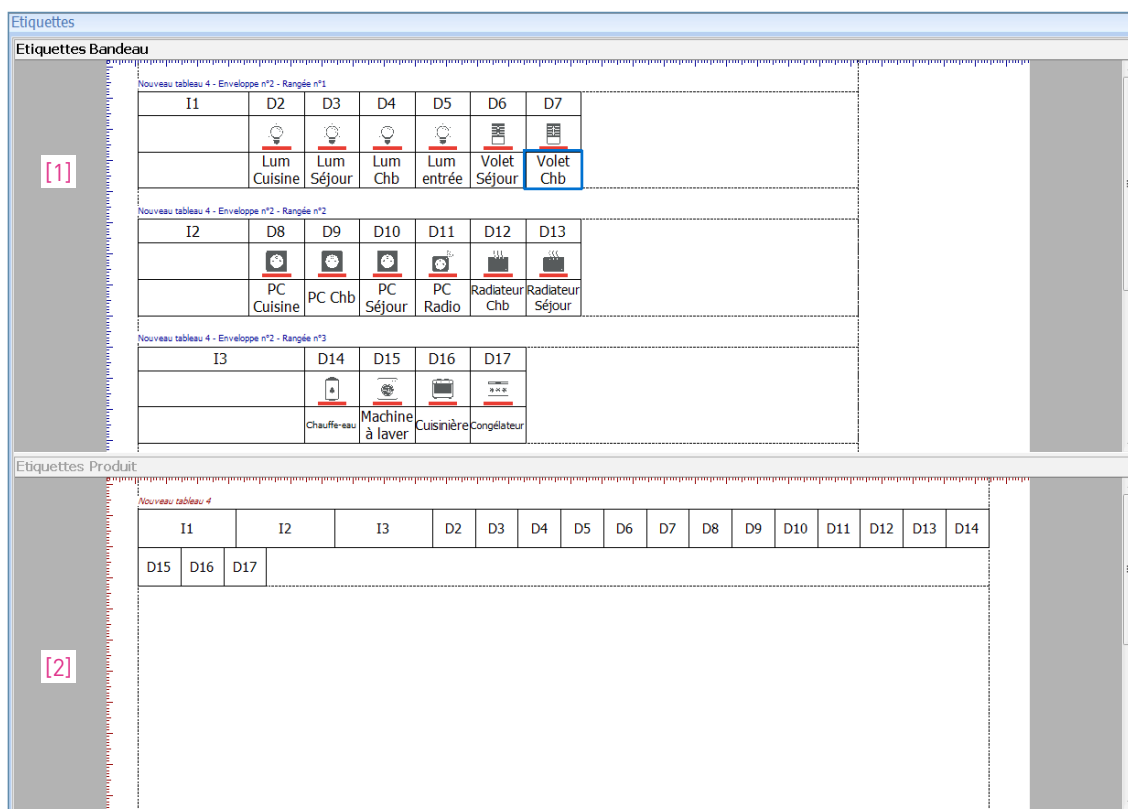 Etiquettes
Etiquettes Bandeau
Nouveau tableau 4 - Enveloppe n°2 - Rangée n°1
I1 D2 D3 D4 D5 D6 D7
Lum Lum Lum Lum Volet Volet
Cuisine Séjour Chb entrée Séjour Chb
[1]
Nouveau tableau 4 - Enveloppe n°2 - Rangée n°2
I2 D8 D9 D10 D11 D12 D13
PC PC Chb PC PC Radiateur Radiateur
Cuisine Séjour Radio Chb Séjour
Nouveau tableau 4 - Enveloppe n°2 - Rangée n°3
I3 D14 D15 D16 D17
Chauffe-eau Machine Cuisinière Congélateur
à laver
Etiquettes Produit
Nouveau tableau 4
I1 I2 I3 D2 D3 D4 D5 D6 D7 D8 D9 D10 D11 D12 D13 D14
D15 D16 D17
[2]